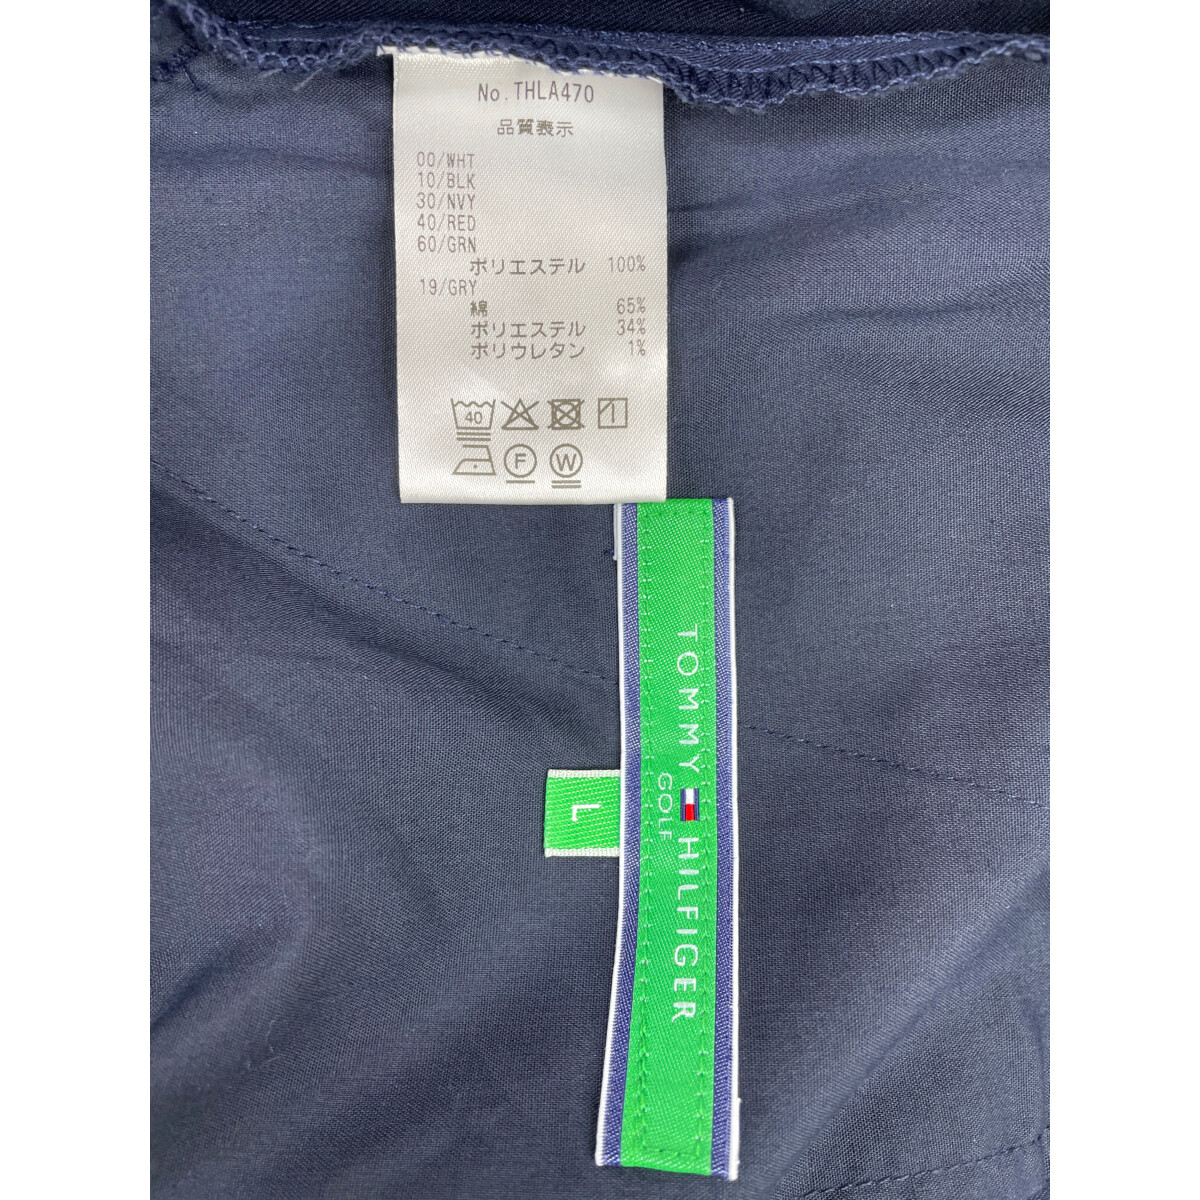 No. THLA470
品質表示
00/WHT
10/BLK
30/NVY
40/RED
60/GRN
ポリエステル 100%
19/GRY
綿 65%
ポリエステル 34%
ポリウレタン 1%
40
F W
TOMMY HILFIGER
GOLF
L